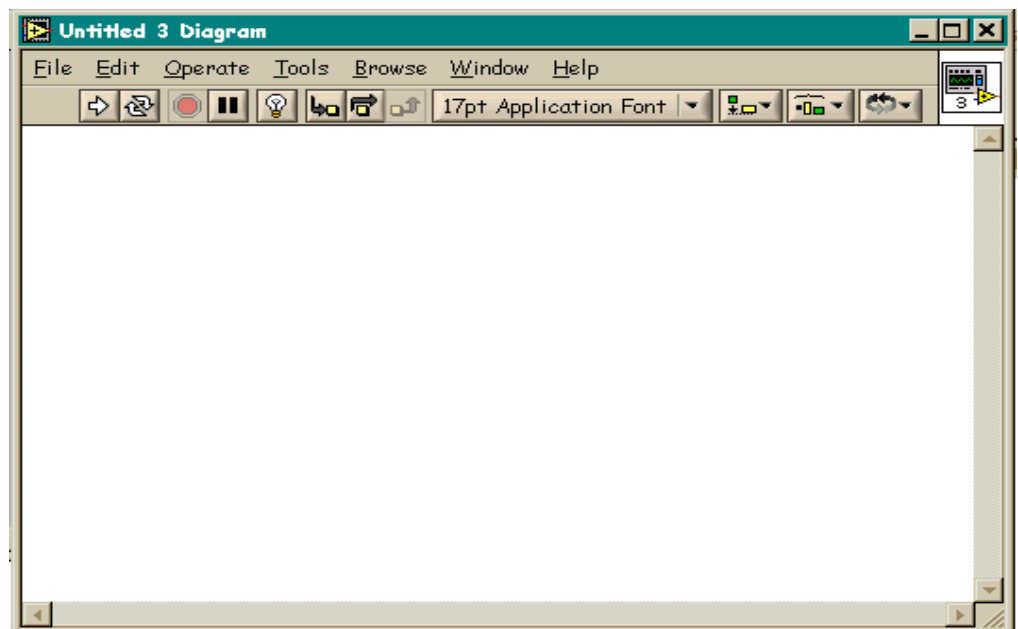 Untitled 3 Diagram
File Edit Operate Tools Browse Window Help
17pt Application Font
3